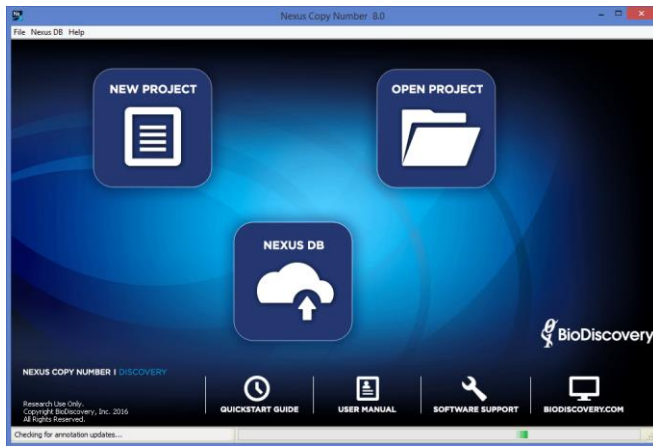 Nexus Copy Number 8.0
File Nexus DB Help
NEW PROJECT
OPEN PROJECT
NEXUS DB
BioDiscovery
NEXUS COPY NUMBER | DISCOVERY
Research Use Only.
Copyright BioDiscovery, Inc. 2016
All Rights Reserved.
QUICKSTART GUIDE
USER MANUAL
SOFTWARE SUPPORT
BIODISCOVERY.COM
Checking for annotation updates...